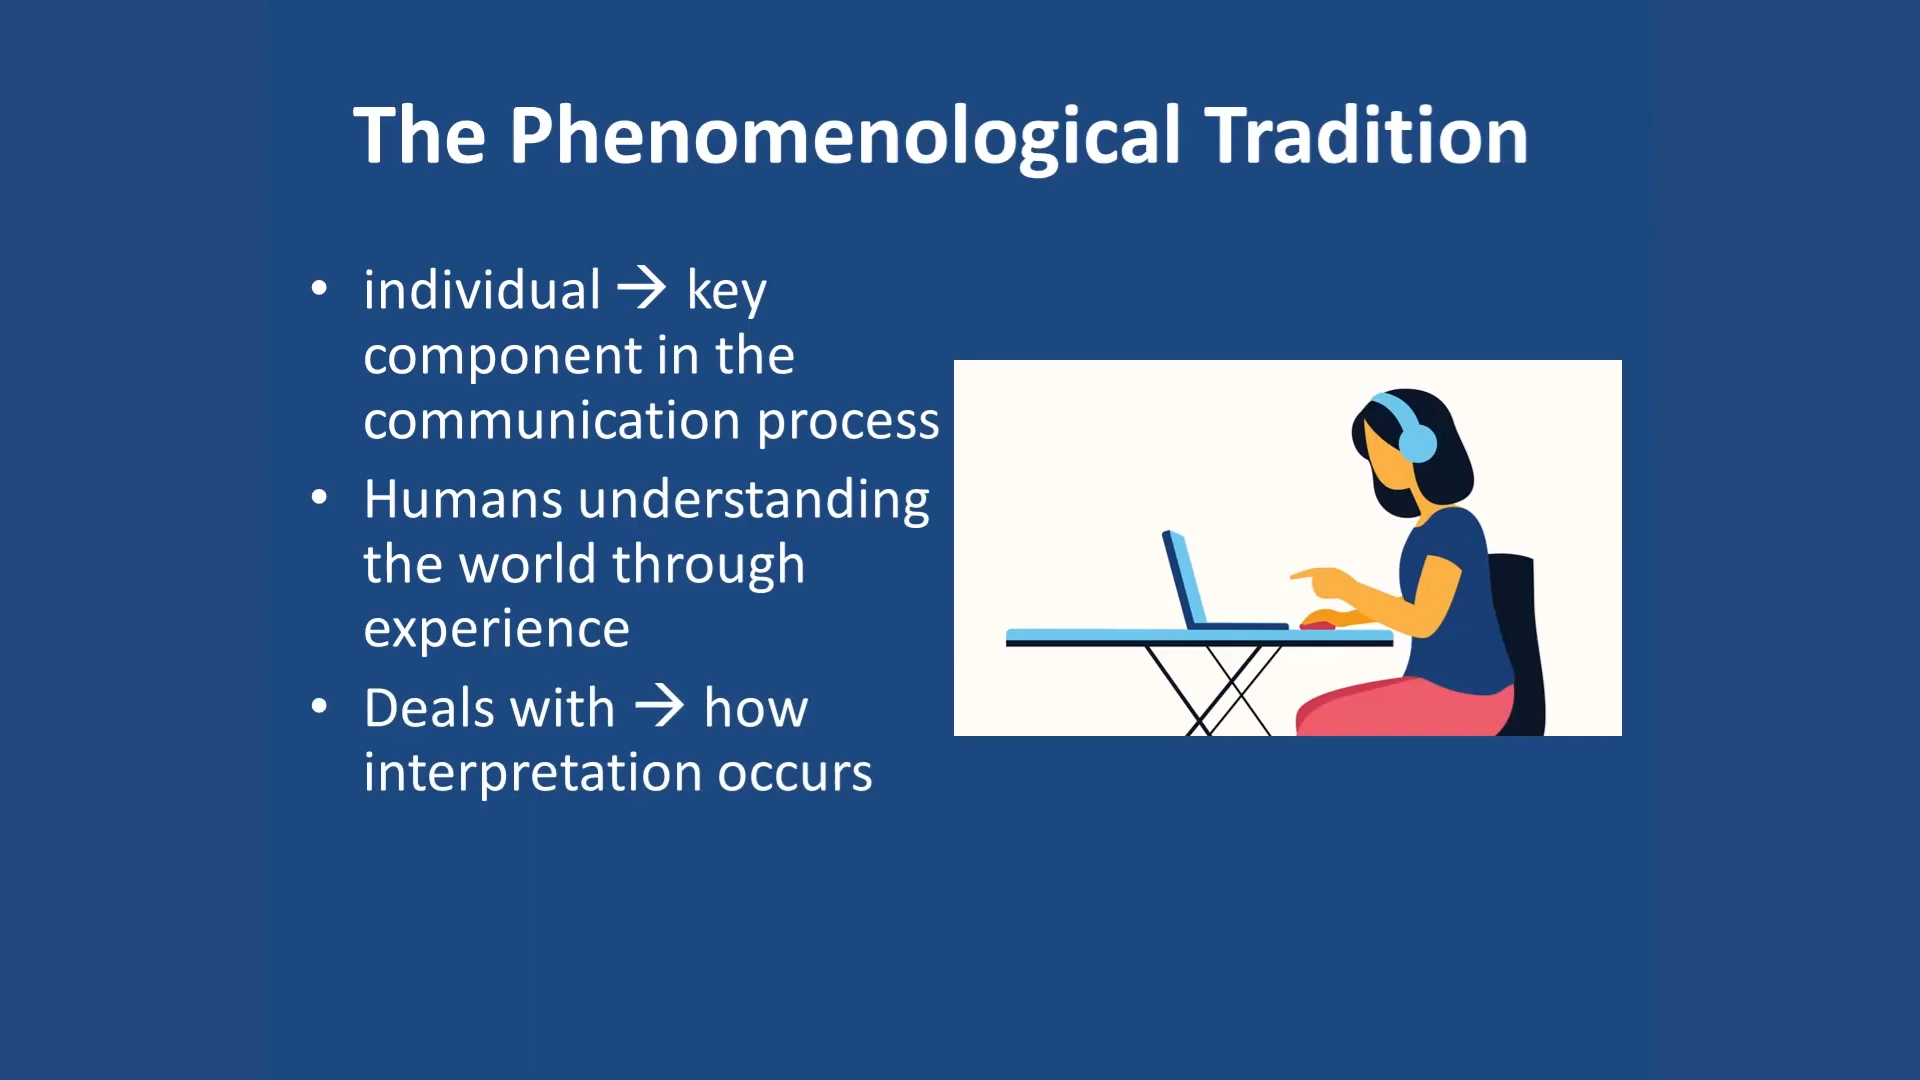 The Phenomenological Tradition
• individual → key
component in the
communication process
• Humans understanding
the world through
experience
• Deals with → how
interpretation occurs